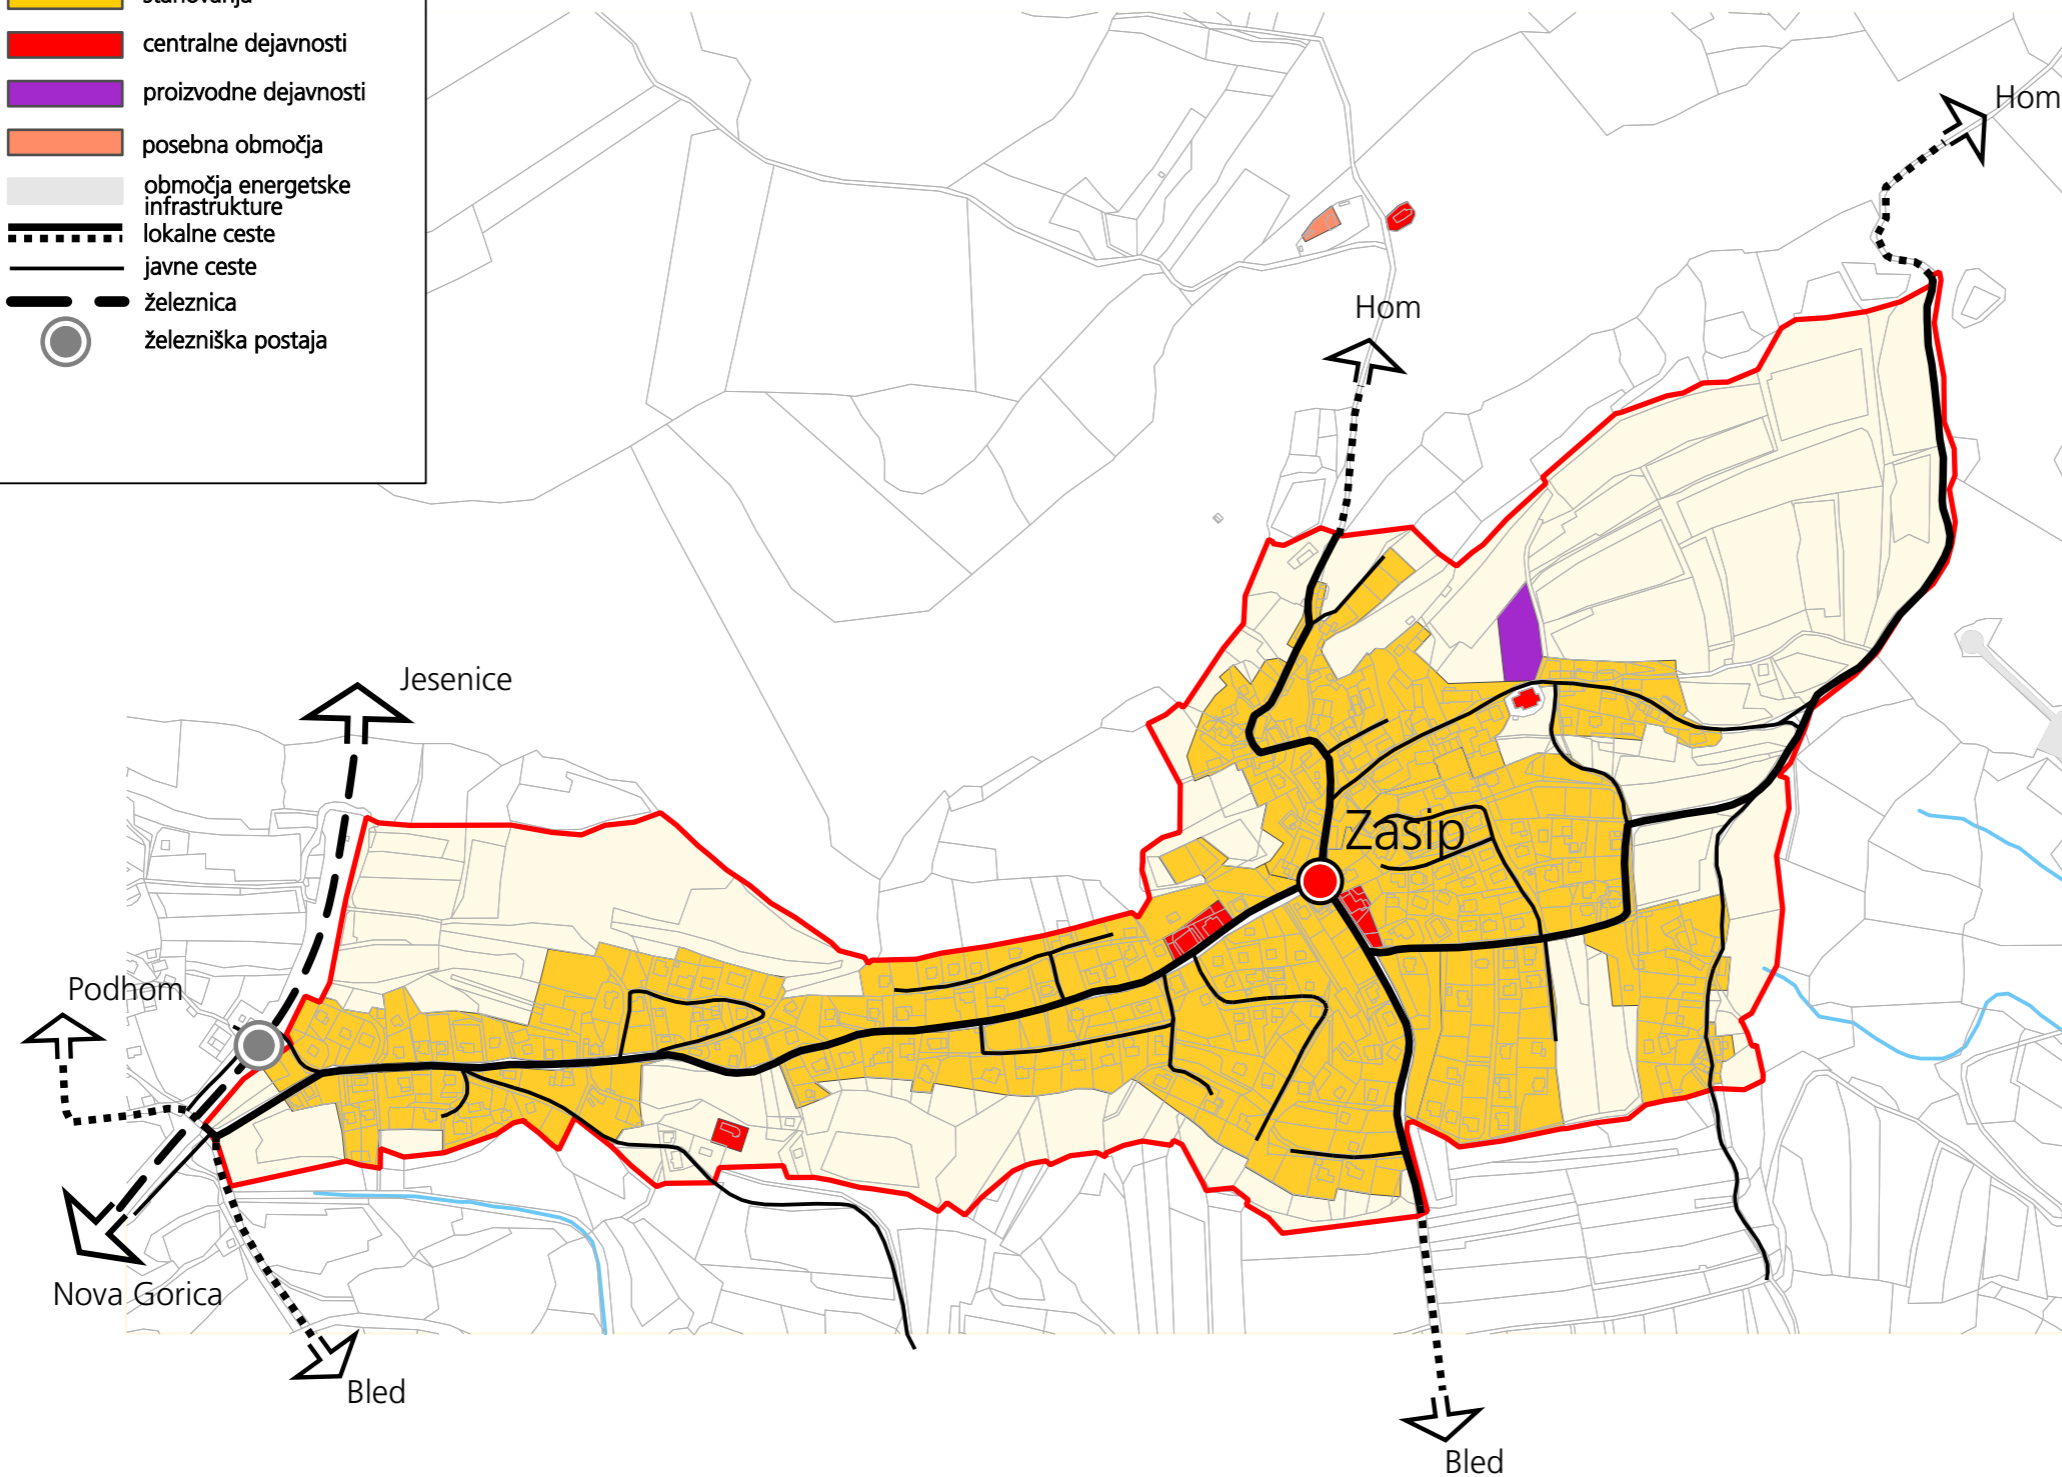 stanovanja
centralne dejavnosti
proizvodne dejavnosti
posebna območja
območja energetske
infrastrukture
lokalne ceste
javne ceste
železnica
železniška postaja
Hom
Hom
Jesenice
Zasip
Podhom
Nova Gorica
Bled
Bled